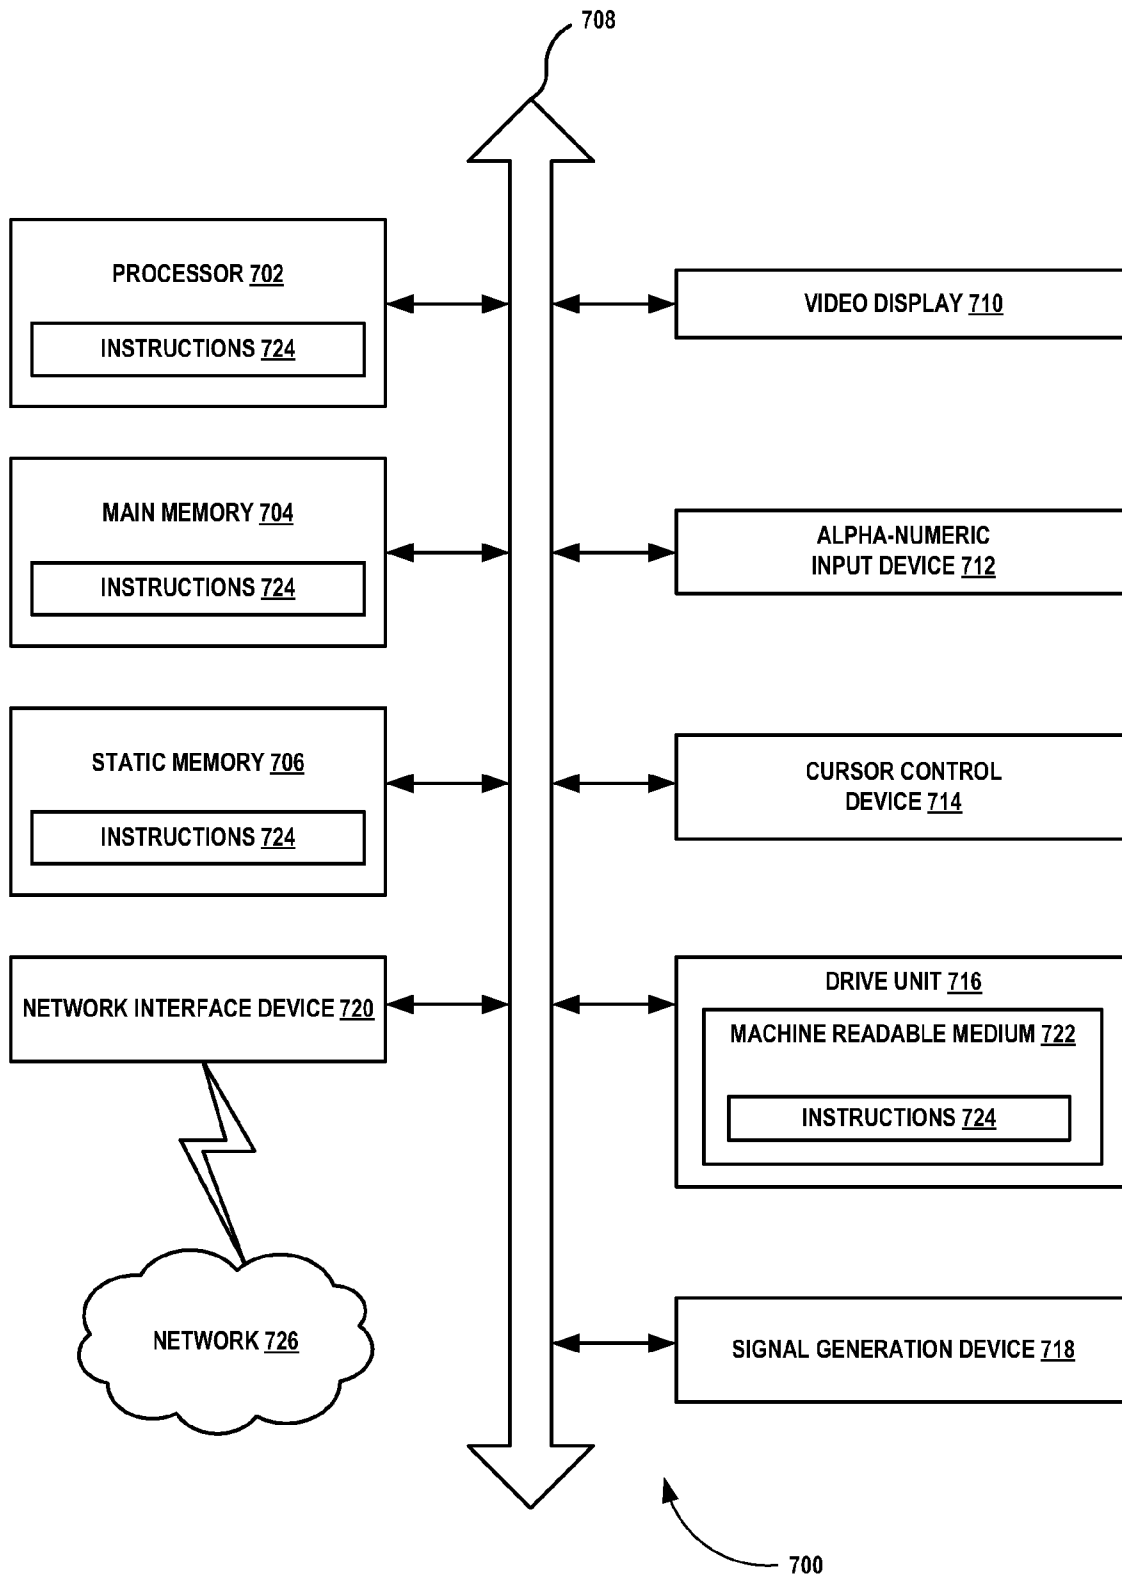 708
PROCESSOR 702
INSTRUCTIONS 724
MAIN MEMORY 704
INSTRUCTIONS 724
STATIC MEMORY 706
INSTRUCTIONS 724
NETWORK INTERFACE DEVICE 720
NETWORK 726
VIDEO DISPLAY 710
ALPHA-NUMERIC
INPUT DEVICE 712
CURSOR CONTROL
DEVICE 714
DRIVE UNIT 716
MACHINE READABLE MEDIUM 722
INSTRUCTIONS 724
SIGNAL GENERATION DEVICE 718
700